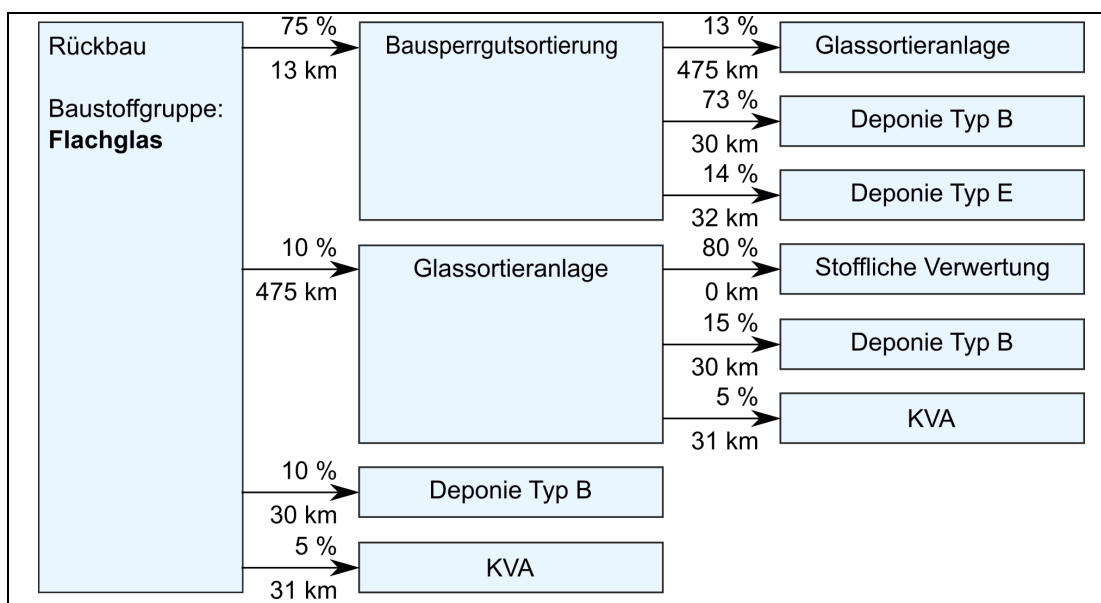 Rückbau
Baustoffgruppe:
Flachglas
75 %
13 km
Bausperrgutsortierung
13 %
475 km
Glassortieranlage
73 %
30 km
Deponie Typ B
14 %
32 km
Deponie Typ E
10 %
475 km
Glassortieranlage
80 %
0 km
Stoffliche Verwertung
15 %
30 km
Deponie Typ B
5 %
31 km
KVA
10 %
30 km
Deponie Typ B
5 %
31 km
KVA